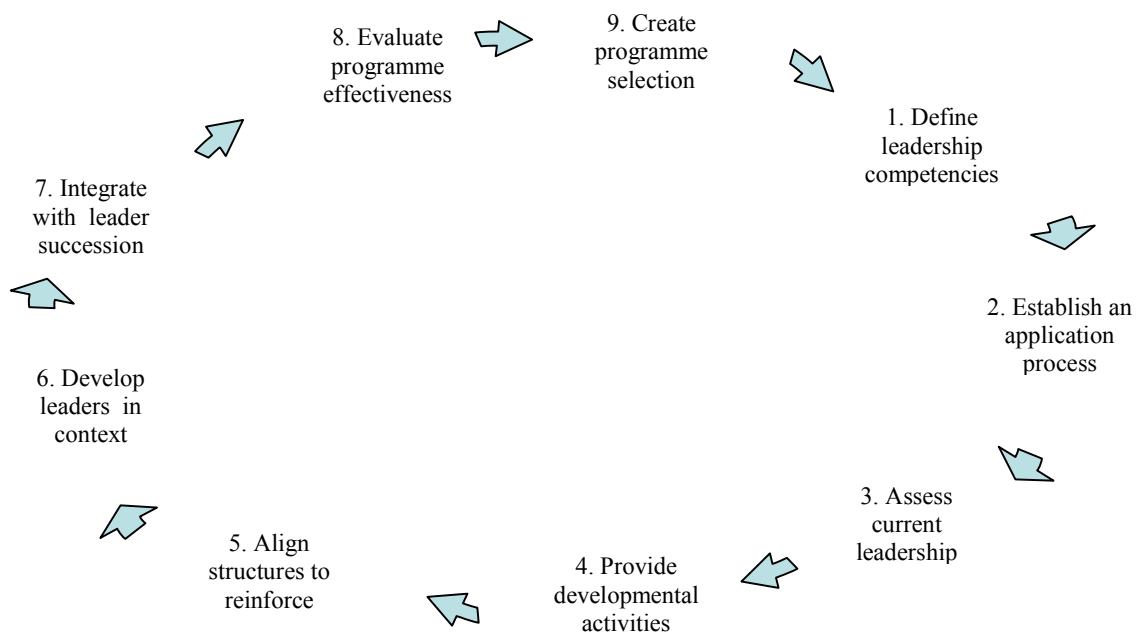 8. Evaluate
programme
effectiveness
9. Create
programme
selection
1. Define
leadership
competencies
2. Establish an
application
process
3. Assess
current
leadership
4. Provide
developmental
activities
5. Align
structures to
reinforce
6. Develop
leaders in
context
7. Integrate
with leader
succession